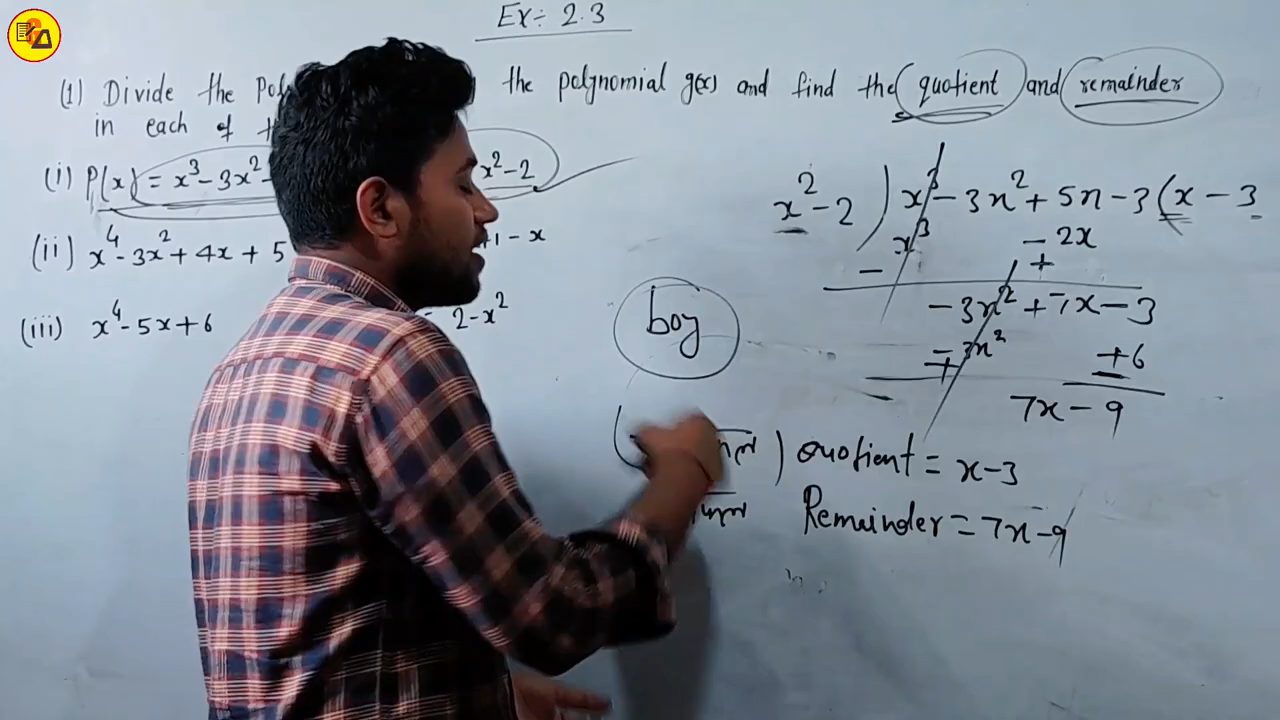 Ex÷ 2.3
(1) Divide the the polynomial g(x) and find the quotient and remainder
in each of
(i) P(x) = x³-3x² x²-2
(ii) x⁴-3x²+4x+5 +1-x
(iii) x⁴-5x+6 = 2-x²
x²-2 ) x³-3x²+5x-3 (x-3
x³ -2x
- +
-3x²+7x-3
-3x² +6
+ -
7x-9
boy
Quotient = x-3
Remainder = 7x-9